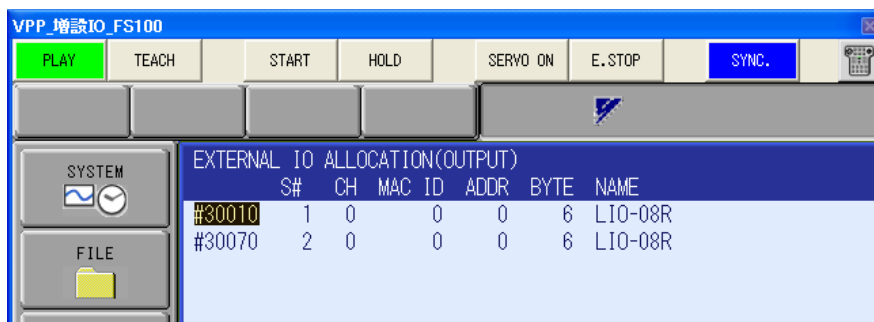 VPP_増設IO_FS100
PLAY TEACH START HOLD SERVO ON E.STOP SYNC.
SYSTEM
FILE
EXTERNAL IO ALLOCATION(OUTPUT)
S# CH MAC ID ADDR BYTE NAME
#30010 1 0 0 0 6 LIO-08R
#30070 2 0 0 0 6 LIO-08R